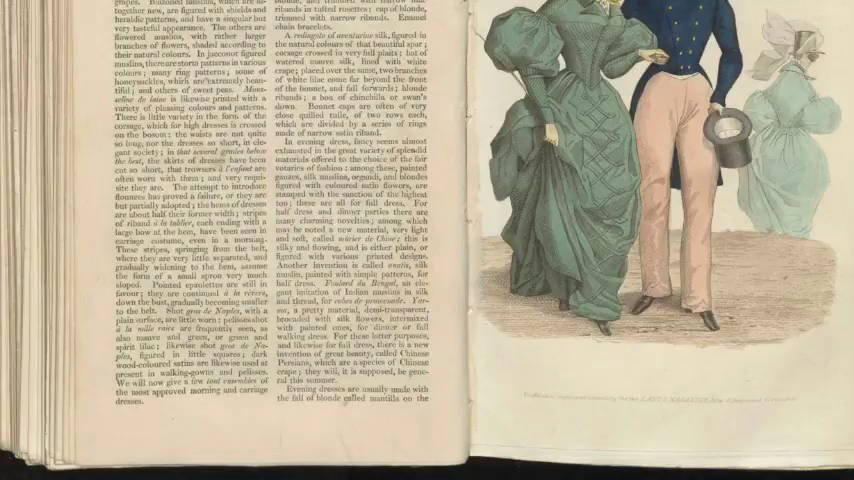 grapes.
together new, are figured with shields and
heraldic patterns, and have a singular but
very tasteful appearance. The others are
flowered muslins, with rather larger
branches of flowers, shaded according to
their natural colours. In jacconot figured
muslins, there are storm patterns in various
colours; many ring patterns; some of
honeysuckles, which are extremely beau-
tiful; and others of sweet peas. Mous-
seline de laine is likewise printed with a
variety of pleasing colours and patterns.
There is little variety in the form of the
corsage, which for high dresses is crossed
on the bosom; the waists are not quite
so long, nor the dresses so short, in ele-
gant society; in that several grades below
the best, the skirts of dresses have been
cut so short, that trowsers à l'enfant are
often worn with them; and very requi-
site they are. The attempt to introduce
flounces has proved a failure, or they are
but partially adopted; the hems of dresses
are about half their former width; stripes
of riband à la tablier, each ending with a
large bow at the hem, have been seen in
carriage costume, even in a morning.
These stripes, springing from the belt,
where they are very little separated, and
gradually widening to the hem, assume
the form of a small apron very much
sloped. Pointed epaulettes are still in
favour; they are continued à la revers,
down the bust, gradually becoming smaller
to the belt. Shot gros de Naples, with a
plain surface, are little worn; pelisses shot
à la mille raies are frequently seen, as
also mauve and green, or green and
spirit lilac; likewise shot gros de Na-
ples, figured in little squares; dark
wood-coloured satins are likewise used at
present in walking-gowns and pelisses.
We will now give a few tout ensembles of
the most approved morning and carriage
dresses.
ribands in tufted rosettes; cap of blonde,
trimmed with narrow ribands. Enamel
chain bracelets.
A redingote of aventurine silk, figured in
the natural colours of that beautiful spar;
corsage crossed in very full plaits; hat of
watered mauve silk, lined with white
crape; placed over the same, two branches
of white lilac come far beyond the front
of the bonnet, and fall forwards; blonde
ribands; a boa of chinchilla or swan's
down. Bonnet caps are often of very
close quilled tulle, of two rows each,
which are divided by a series of rings
made of narrow satin riband.
In evening dress, fancy seems almost
exhausted in the great variety of splendid
materials offered to the choice of the fair
votaries of fashion: among these, painted
gauzes, silk muslins, organdi, and blondes
figured with coloured satin flowers, are
stamped with the sanction of the highest
ton; these are all for full dress. For
half dress and dinner parties there are
many charming novelties; among which
may be noted a new material, very light
and soft, called mûrier de Chine; this is
silky and flowing, and is either plain, or
figured with various printed designs.
Another invention is called silk
muslin, painted with simple patterns, for
half dress. Foulard du Bengal, an ele-
gant imitation of Indian muslins in silk
and thread, for robes de promenade.
a pretty material, demi-transparent,
brocaded with silk flowers, intermixed
with painted ones, for dinner or full
walking dress. For these latter purposes,
and likewise for full dress, there is a new
invention of great beauty, called Chinese
Persians, which are a species of Chinese
crape; they will, it is supposed, be gene-
ral this summer.
Evening dresses are usually made with
the fall of blonde called mantilla on the
LADY'S MAGAZINE